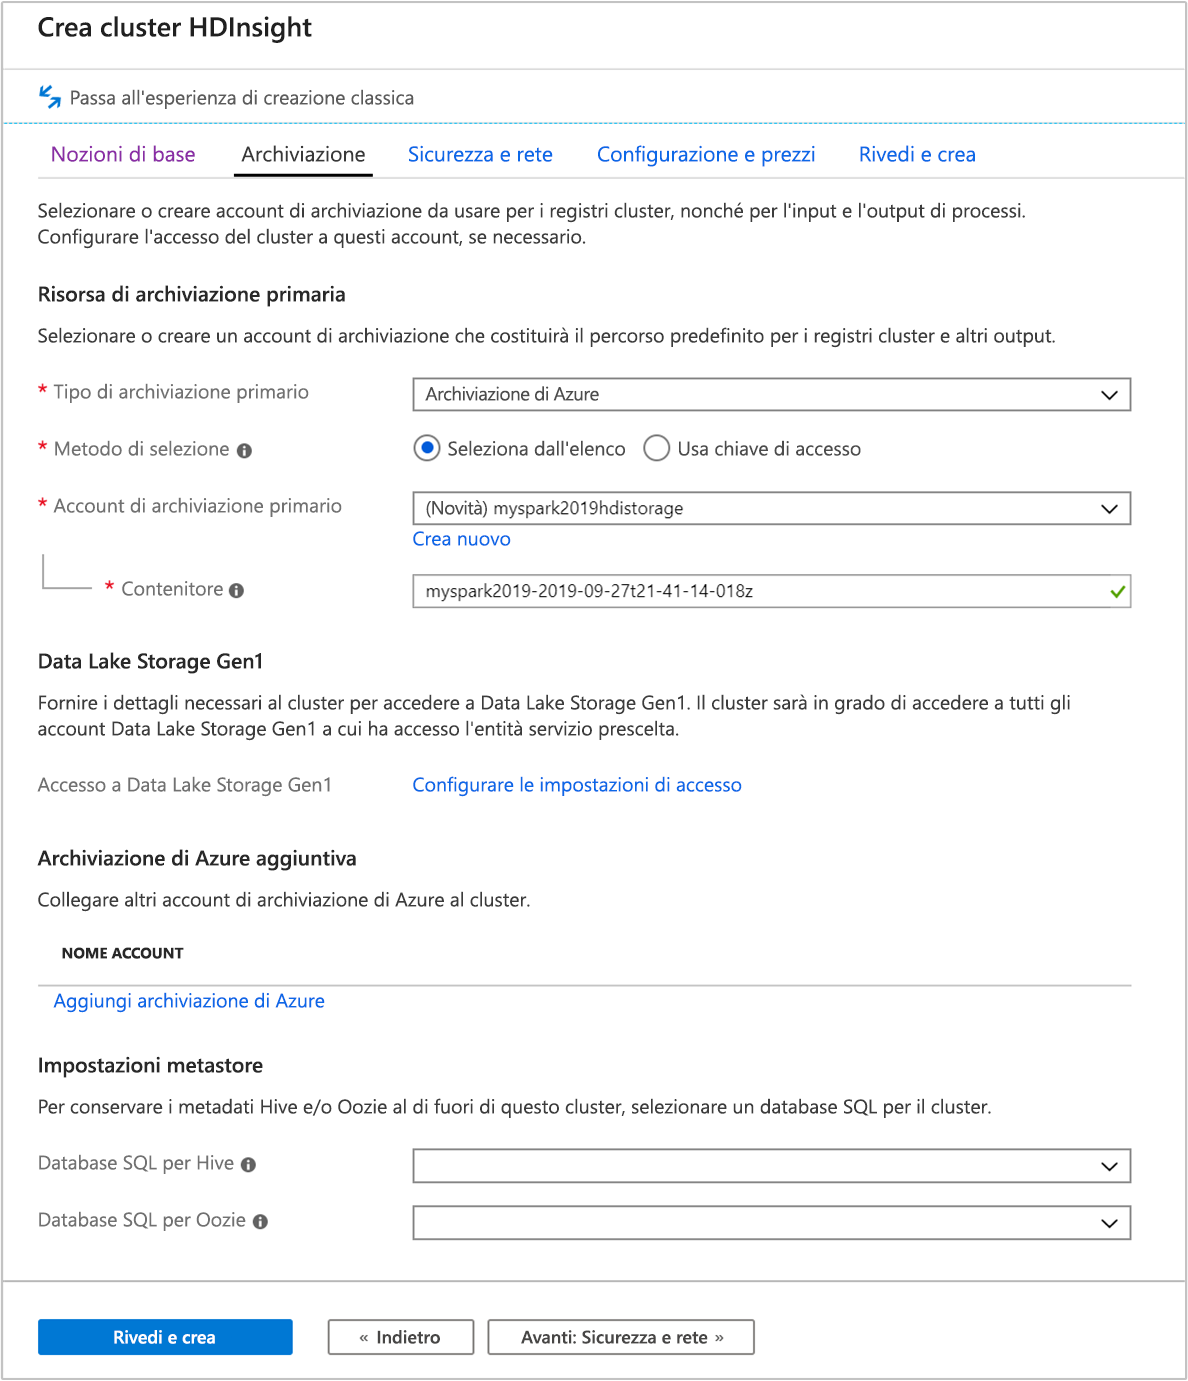 Crea cluster HDInsight
Passa all'esperienza di creazione classica
Nozioni di base Archiviazione Sicurezza e rete Configurazione e prezzi Rivedi e crea
Selezionare o creare account di archiviazione da usare per i registri cluster, nonché per l'input e l'output di processi.
Configurare l'accesso del cluster a questi account, se necessario.
Risorsa di archiviazione primaria
Selezionare o creare un account di archiviazione che costituirà il percorso predefinito per i registri cluster e altri output.
* Tipo di archiviazione primario Archiviazione di Azure
* Metodo di selezione Seleziona dall'elenco Usa chiave di accesso
* Account di archiviazione primario (Novità) myspark2019hdistorage
Crea nuovo
* Contenitore myspark2019-2019-09-27t21-41-14-018z
Data Lake Storage Gen1
Fornire i dettagli necessari al cluster per accedere a Data Lake Storage Gen1. Il cluster sarà in grado di accedere a tutti gli
account Data Lake Storage Gen1 a cui ha accesso l'entità servizio prescelta.
Accesso a Data Lake Storage Gen1 Configurare le impostazioni di accesso
Archiviazione di Azure aggiuntiva
Collegare altri account di archiviazione di Azure al cluster.
NOME ACCOUNT
Aggiungi archiviazione di Azure
Impostazioni metastore
Per conservare i metadati Hive e/o Oozie al di fuori di questo cluster, selezionare un database SQL per il cluster.
Database SQL per Hive
Database SQL per Oozie
Rivedi e crea « Indietro Avanti: Sicurezza e rete »